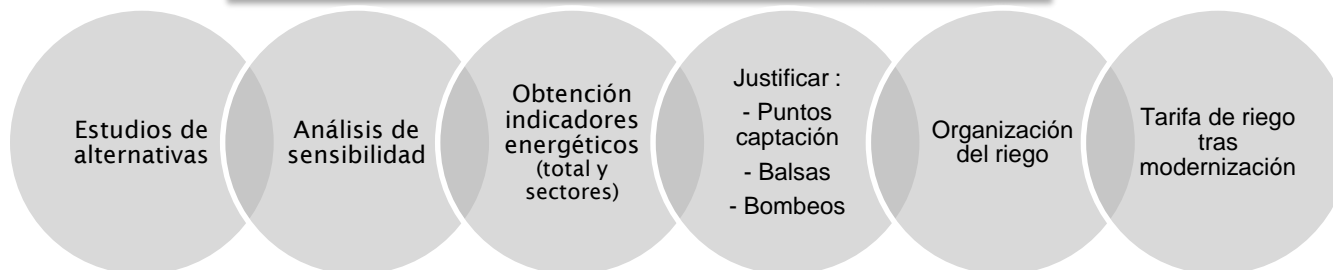 Estudios de
alternativas
Análisis de
sensibilidad
Obtención
indicadores
energéticos
(total y
sectores)
Justificar :
- Puntos
captación
- Balsas
- Bombeos
Organización
del riego
Tarifa de riego
tras
modernización